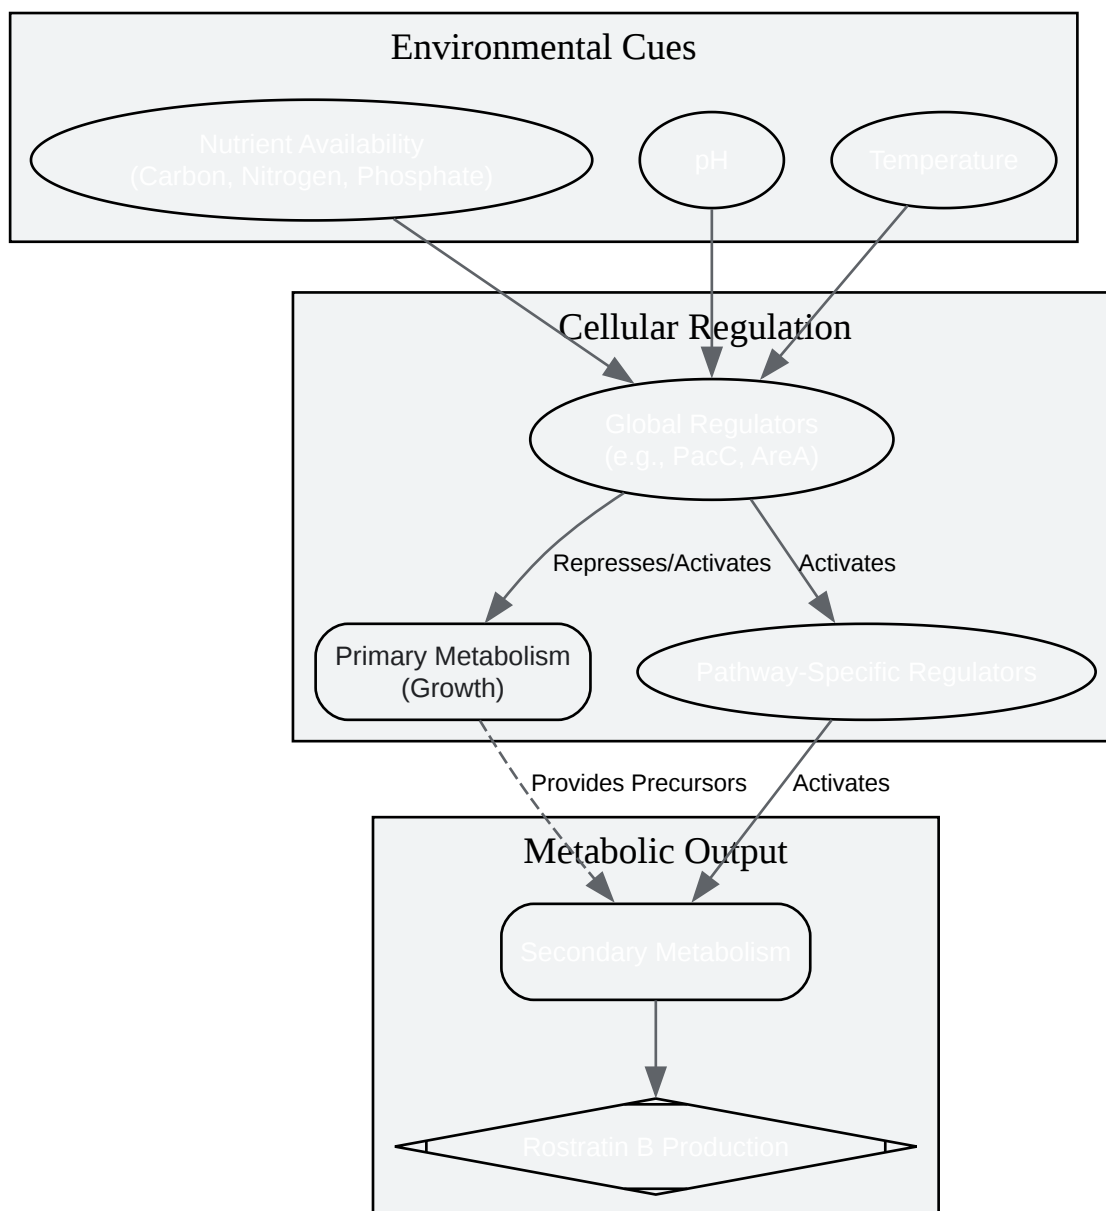 Environmental Cues
Nutrient Availability
(Carbon, Nitrogen, Phosphate)
pH
Temperature
Cellular Regulation
Global Regulators
(e.g., PacC, AreA)
Represses/Activates
Activates
Primary Metabolism
(Growth)
Pathway-Specific Regulators
Provides Precursors
Activates
Metabolic Output
Secondary Metabolism
Rostratin B Production